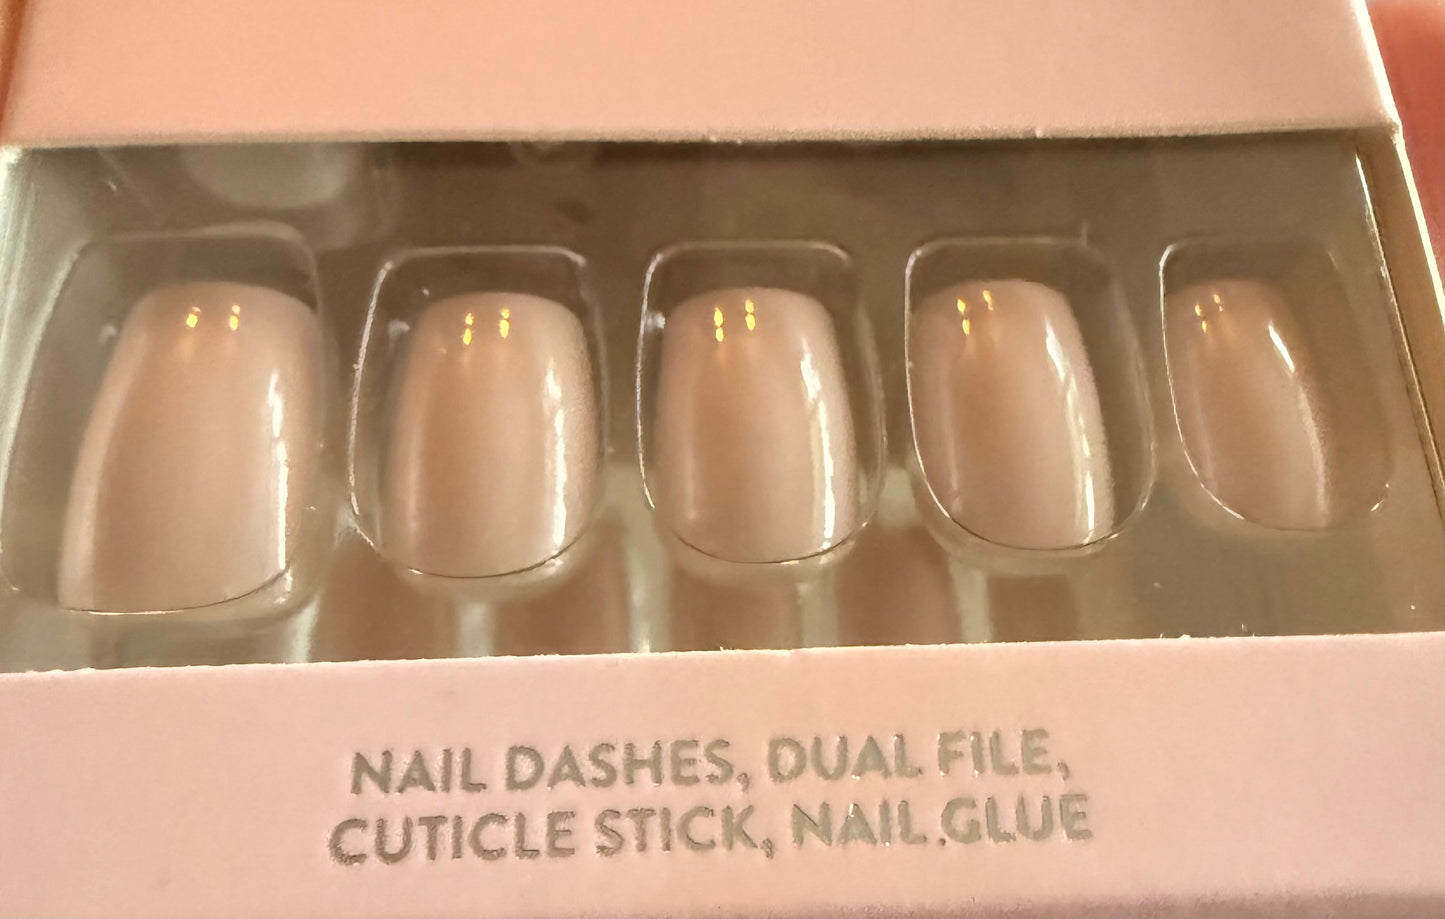 NAIL DASHES, DUAL FILE,
CUTICLE STICK, NAIL GLUE